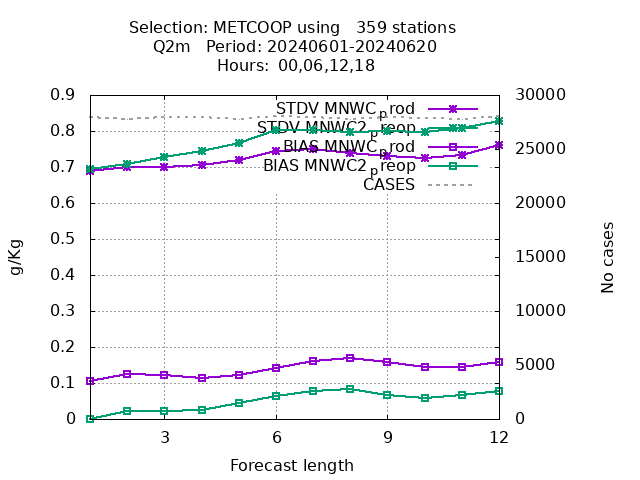 Selection: METCOOP using   359 stations
Q2m   Period: 20240601-20240620
Hours:  00,06,12,18
0.9
0.8
0.7
0.6
0.5
0.4
0.3
0.2
0.1
0
g/Kg
STDV MNWC_prod
STDV MNWC2_preop
BIAS MNWC_prod
BIAS MNWC2_preop
CASES
30000
25000
20000
15000
10000
5000
0
No cases
3 6 9 12
Forecast length